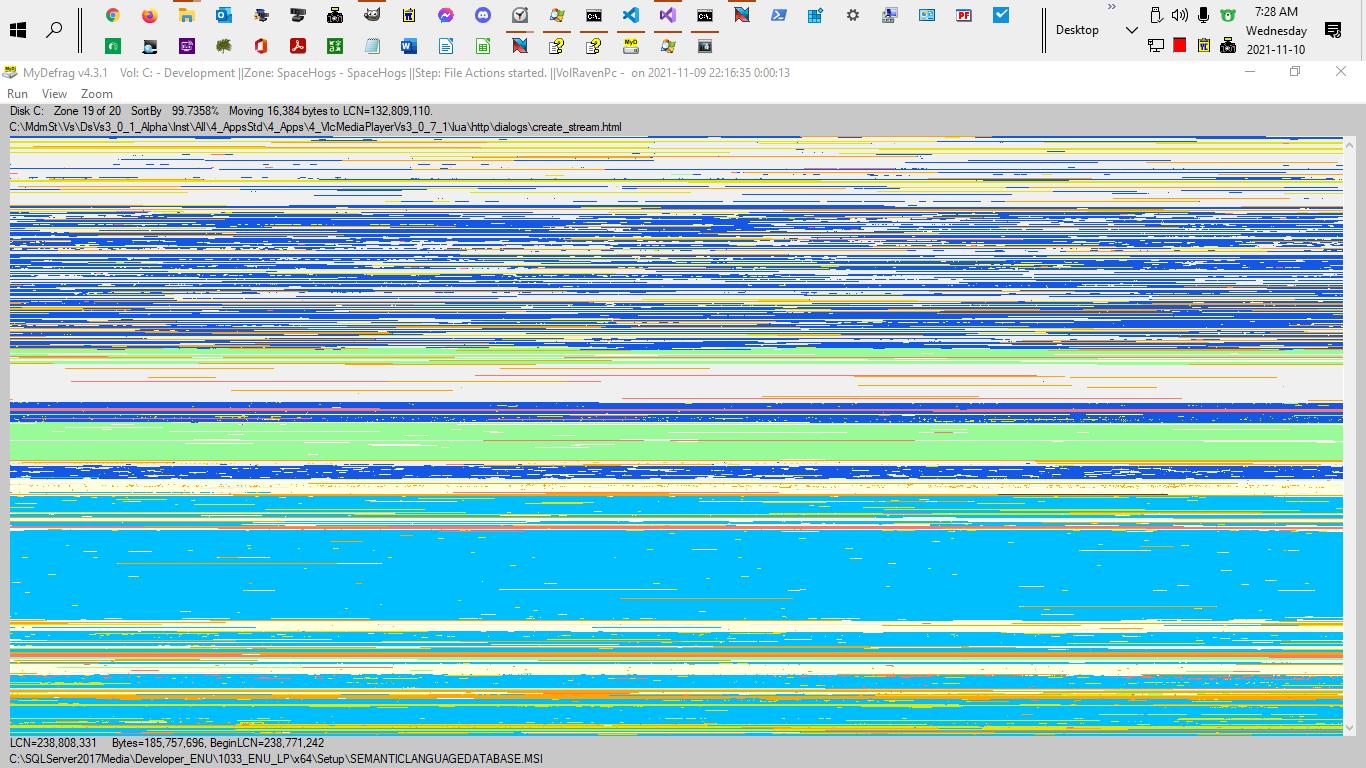 7:28 AM
Desktop
Wednesday
2021-11-10
MyDefrag v4.3.1 Vol: C: - Development ||Zone: SpaceHogs - SpaceHogs ||Step: File Actions started. ||VolRavenPc - on 2021-11-09 22:16:35 0:00:13
Run View Zoom
Disk C: Zone 19 of 20 SortBy 99.7358% Moving 16,384 bytes to LCN=132,809,110.
C:\MdmSt\Vs\DsVs3_0_1_Alpha\Inst\All\4_AppsStd\4_Apps\4_VlcMediaPlayerVs3_0_7_1\lua\http\dialogs\create_stream.html
LCN=238,808,331 Bytes=185,757,696, BeginLCN=238,771,242
C:\SQLServer2017Media\Developer_ENU\1033_ENU_LP\x64\Setup\SEMANTICLANGUAGEDATABASE.MSI